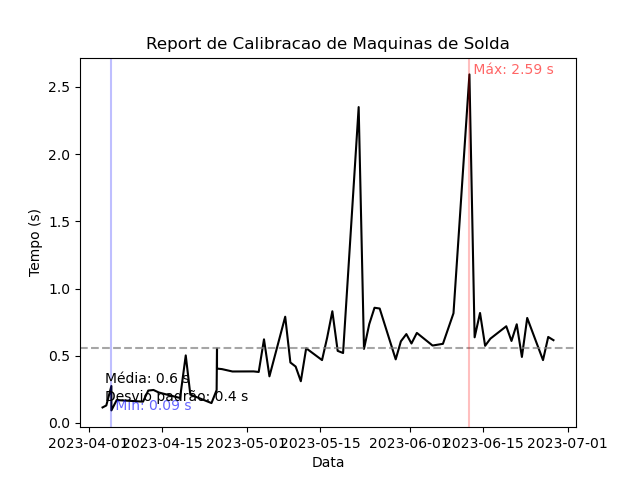 Report de Calibracao de Maquinas de Solda
Máx: 2.59 s
2.5
2.0
1.5
1.0
0.5
0.0
Tempo (s)
Média: 0.6 s
Desvio padrão: 0.4 s
Mín: 0.09 s
2023-04-01
2023-04-15
2023-05-01
2023-05-15
2023-06-01
2023-06-15
2023-07-01
Data